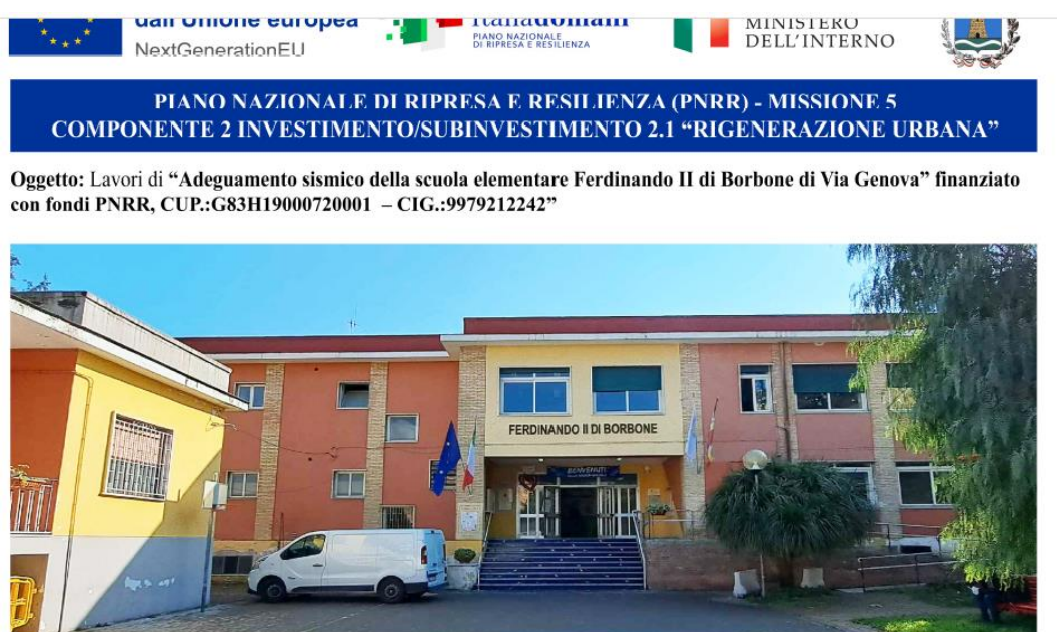 dall'Unione europea
NextGenerationEU
Italiadomani
PIANO NAZIONALE
DI RIPRESA E RESILIENZA
MINISTERO
DELL'INTERNO
PIANO NAZIONALE DI RIPRESA E RESILIENZA (PNRR) - MISSIONE 5
COMPONENTE 2 INVESTIMENTO/SUBINVESTIMENTO 2.1 “RIGENERAZIONE URBANA”
Oggetto: Lavori di “Adeguamento sismico della scuola elementare Ferdinando II di Borbone di Via Genova” finanziato
con fondi PNRR, CUP.:G83H19000720001 – CIG.:9979212242”
FERDINANDO II DI BORBONE
BENVENUTI